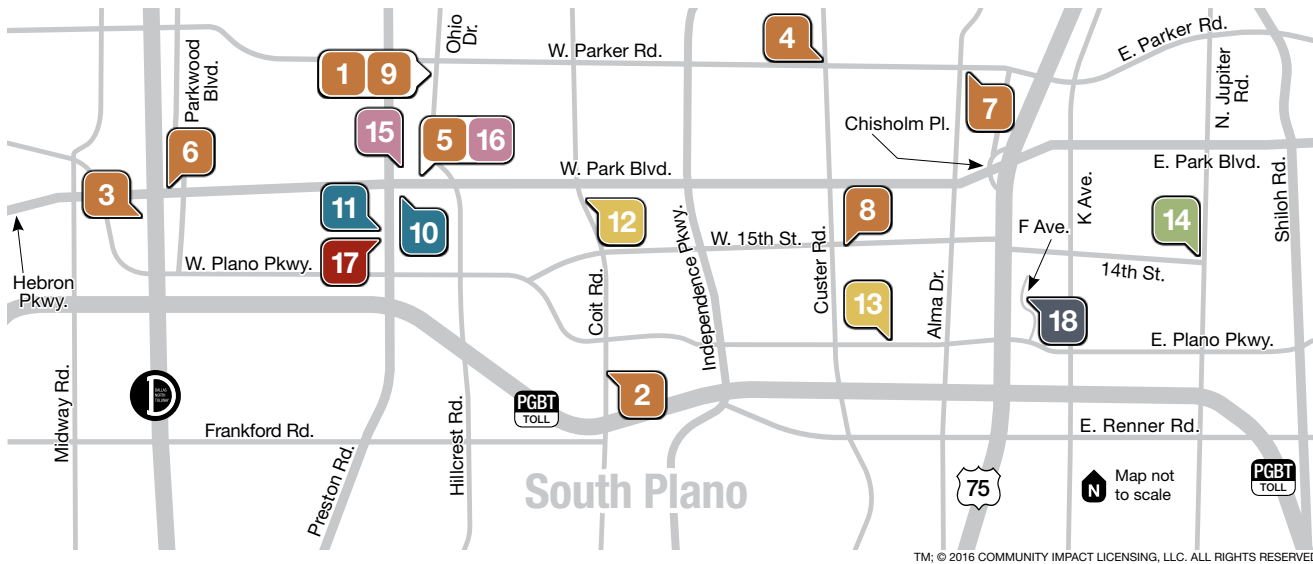 Ohio
Dr.
W. Parker Rd.
4
E. Parker Rd.
Parkwood
Blvd.
1 9
N. Jupiter
Rd.
7
Chisholm Pl.
15
5 16
6
W. Park Blvd.
E. Park Blvd.
3
11
10
12
8
K Ave.
14
Shiloh Rd.
Independence Pkwy.
W. 15th St.
F Ave.
17
W. Plano Pkwy.
14th St.
Hebron
Pkwy.
Custer Rd.
Coit Rd.
13
Alma Dr.
18
E. Plano Pkwy.
Midway Rd.
DALLAS
NORTH
TOLLWAY
2
PGBT
TOLL
Frankford Rd.
Hillcrest Rd.
E. Renner Rd.
Preston Rd.
South Plano
75
N
Map not
to scale
PGBT
TOLL
TM; © 2016 COMMUNITY IMPACT LICENSING, LLC. ALL RIGHTS RESERVED